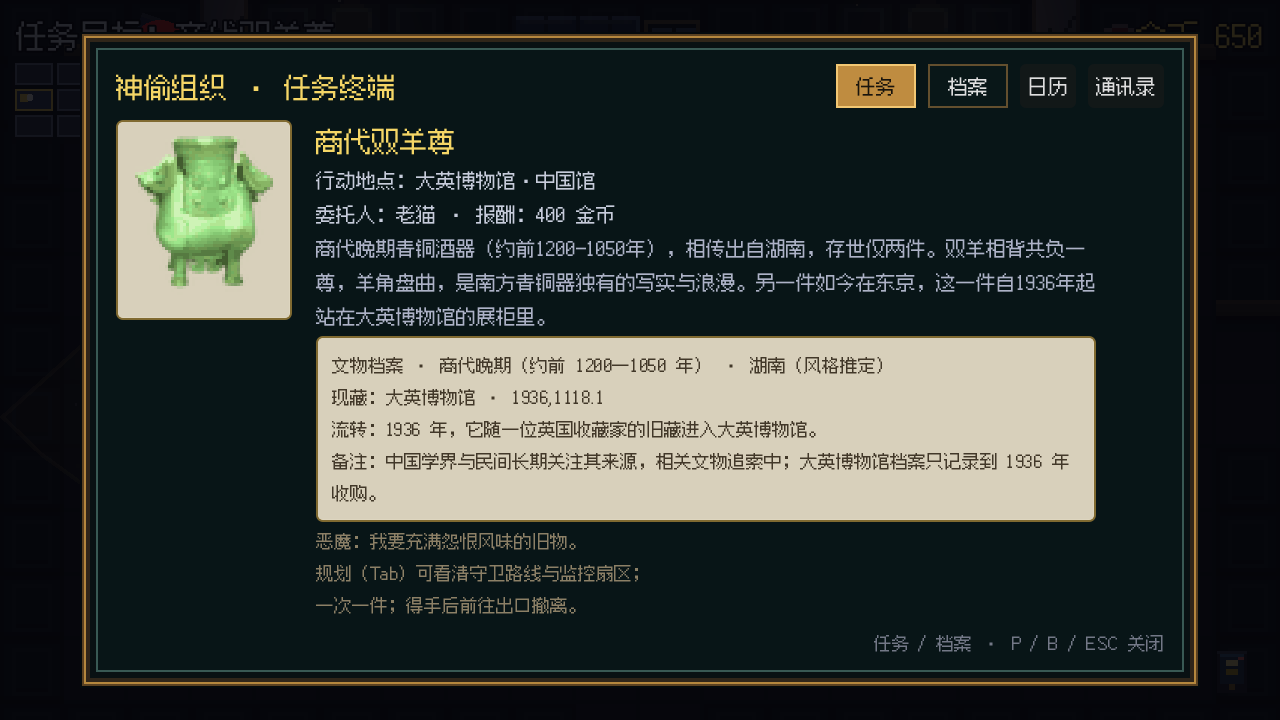 任务目标：商代双羊尊
650
神偷组织 · 任务终端
任务 档案 日历 通讯录
商代双羊尊
行动地点：大英博物馆·中国馆
委托人：老猫 · 报酬：400 金币
商代晚期青铜酒器（约前1200-1050年），相传出自湖南，存世仅两件。双羊相背共负一
尊，羊角盘曲，是南方青铜器独有的写实与浪漫。另一件如今在东京，这一件自1936年起
站在大英博物馆的展柜里。
文物档案 · 商代晚期（约前 1200—1050 年） · 湖南（风格推定）
现藏：大英博物馆 · 1936,1118.1
流转：1936 年，它随一位英国收藏家的旧藏进入大英博物馆。
备注：中国学界与民间长期关注其来源，相关文物追索中；大英博物馆档案只记录到 1936 年
收购。
恶魔：我要充满怨恨风味的旧物。
规划（Tab）可看清守卫路线与监控扇区；
一次一件；得手后前往出口撤离。
任务 / 档案 · P / B / ESC 关闭